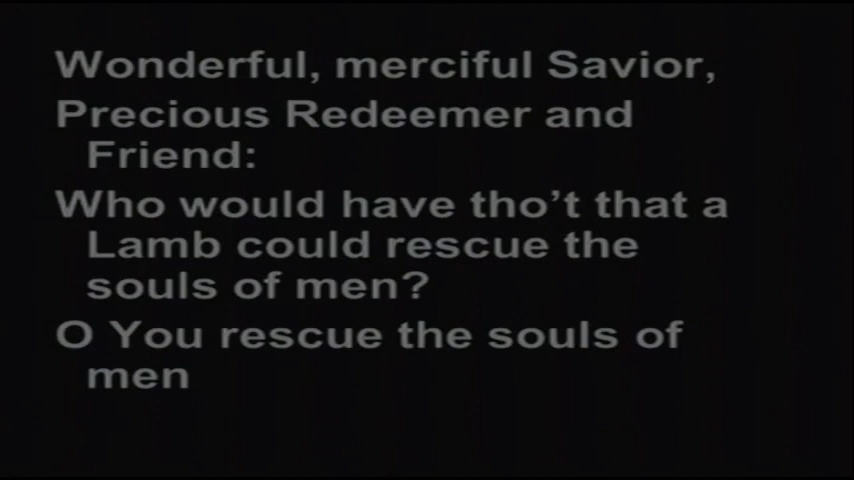 Wonderful, merciful Savior,
Precious Redeemer and
Friend:
Who would have tho't that a
Lamb could rescue the
souls of men?
O You rescue the souls of
men